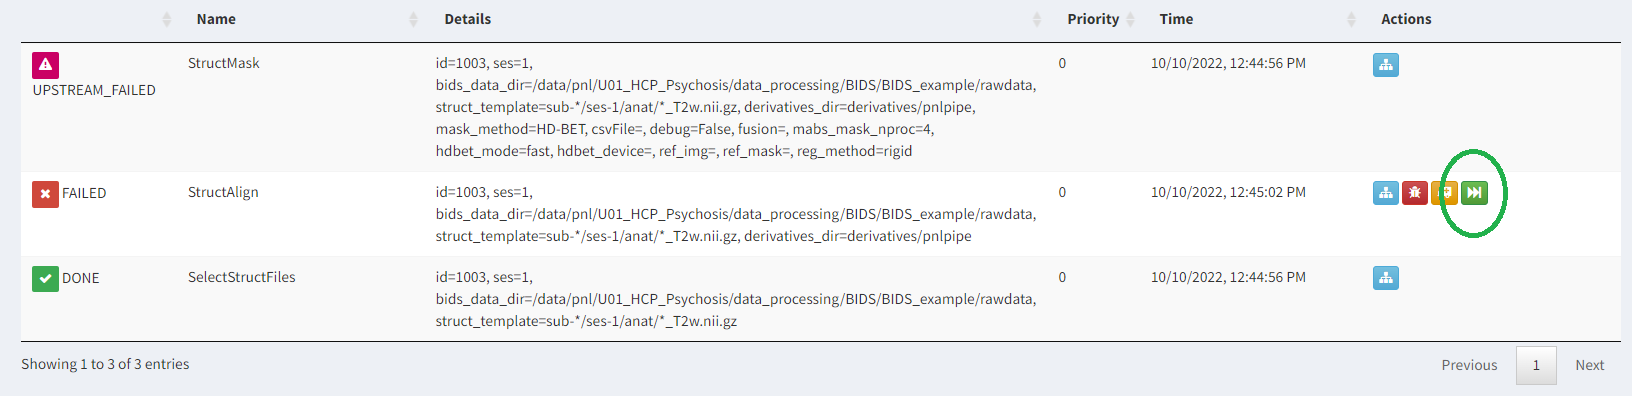 Name Details Priority Time Actions
StructMask id=1003, ses=1, 0 10/10/2022, 12:44:56 PM
UPSTREAM_FAILED bids_data_dir=/data/pnl/U01_HCP_Psychosis/data_processing/BIDS/BIDS_example/rawdata,
struct_template=sub-*/ses-1/anat/*_T2w.nii.gz, derivatives_dir=derivatives/pnlpipe,
mask_method=HD-BET, csvFile=, debug=False, fusion=, mabs_mask_nproc=4,
hdbet_mode=fast, hdbet_device=, ref_img=, ref_mask=, reg_method=rigid
FAILED StructAlign id=1003, ses=1, 0 10/10/2022, 12:45:02 PM
bids_data_dir=/data/pnl/U01_HCP_Psychosis/data_processing/BIDS/BIDS_example/rawdata,
struct_template=sub-*/ses-1/anat/*_T2w.nii.gz, derivatives_dir=derivatives/pnlpipe
DONE SelectStructFiles id=1003, ses=1, 0 10/10/2022, 12:44:56 PM
bids_data_dir=/data/pnl/U01_HCP_Psychosis/data_processing/BIDS/BIDS_example/rawdata,
struct_template=sub-*/ses-1/anat/*_T2w.nii.gz
Showing 1 to 3 of 3 entries Previous 1 Next